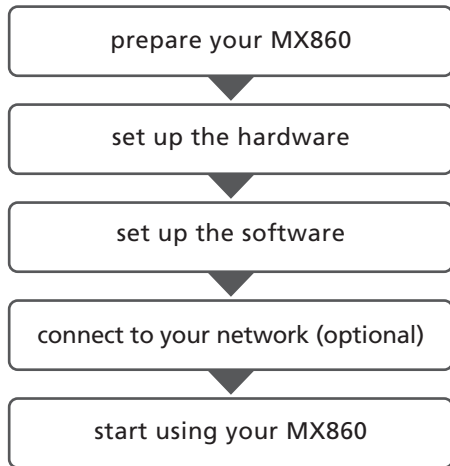 prepare your MX860
set up the hardware
set up the software
connect to your network (optional)
start using your MX860